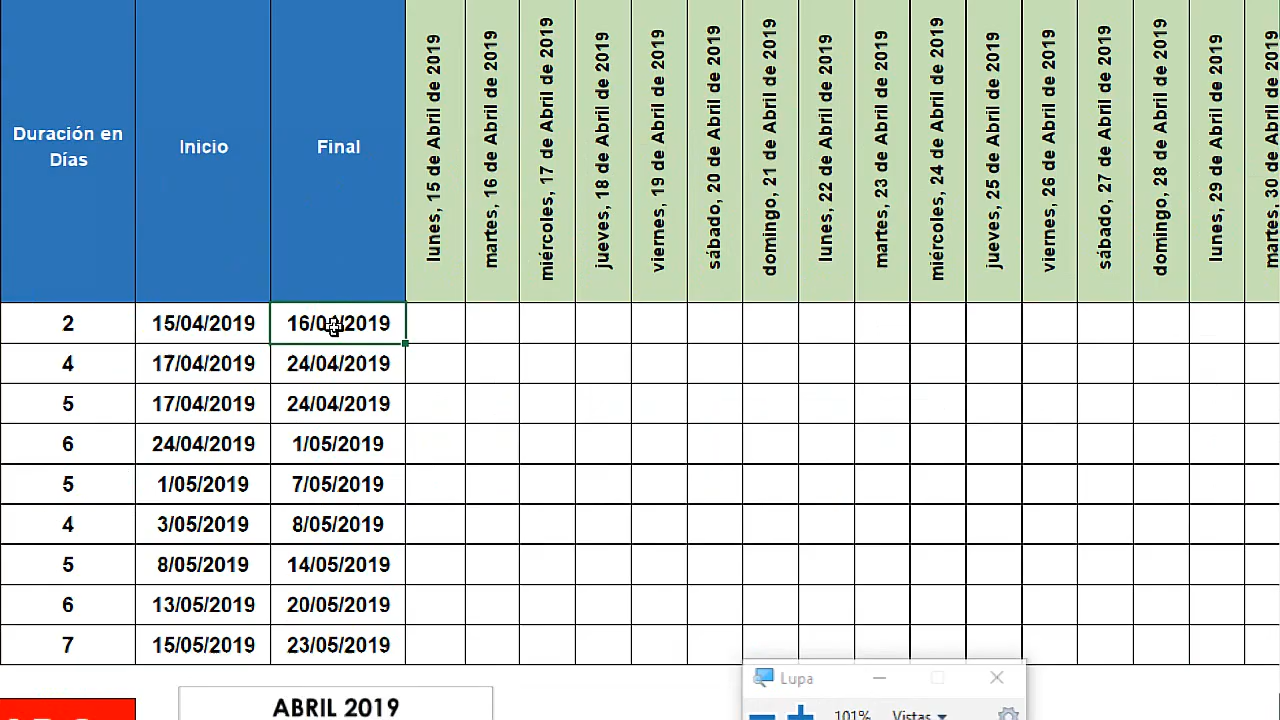 Duración en
Días
Inicio
Final
lunes, 15 de Abril de 2019
martes, 16 de Abril de 2019
miércoles, 17 de Abril de 2019
jueves, 18 de Abril de 2019
viernes, 19 de Abril de 2019
sábado, 20 de Abril de 2019
domingo, 21 de Abril de 2019
lunes, 22 de Abril de 2019
martes, 23 de Abril de 2019
miércoles, 24 de Abril de 2019
jueves, 25 de Abril de 2019
viernes, 26 de Abril de 2019
sábado, 27 de Abril de 2019
domingo, 28 de Abril de 2019
lunes, 29 de Abril de 2019
martes, 30 de Abril de 2019
2 15/04/2019 16/04/2019
4 17/04/2019 24/04/2019
5 17/04/2019 24/04/2019
6 24/04/2019 1/05/2019
5 1/05/2019 7/05/2019
4 3/05/2019 8/05/2019
5 8/05/2019 14/05/2019
6 13/05/2019 20/05/2019
7 15/05/2019 23/05/2019
ABRIL 2019
Lupa
101% Vistas